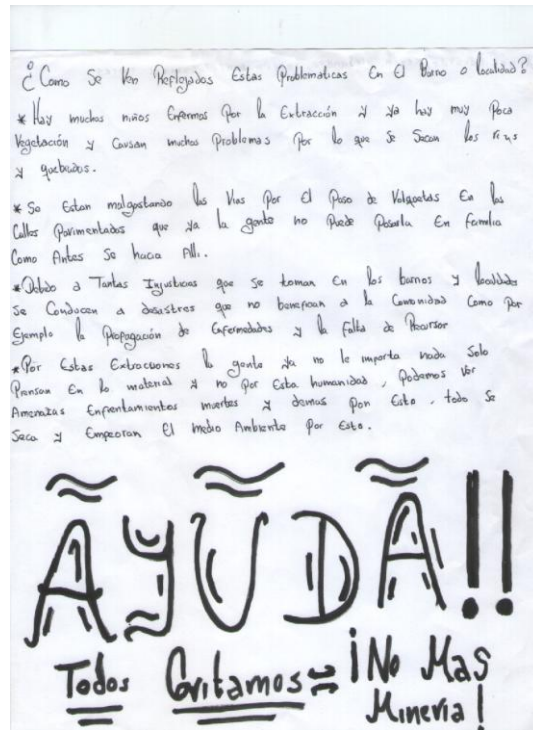 ¿Como Se Ven Reflejados Estas Problematicas En El Barrio o localidad?
* Hay muchos niños Enfermos Por la Extracción y ya hay muy Poca
Vegetación y Causan muchos Problemas Por lo que Se Secan los rios
y quebradas.
* Se Estan malgastando las Vias Por El Paso de Volquetas En las
Calles Pavimentadas que ya la gente no Puede Pasarla En familia
Como Antes Se hacia Alli.
* Debido a Tantas Injusticias que Se toman En los barrios y localidades
Se Conducen a desastres que no benefician a la Comunidad Como Por
Ejemplo la Propagación de Enfermedades y la falta de Recursos
* Por Estas Extracciones la gente ya no le importa nada Solo
Piensan En lo material y no Por Esta humanidad, Podemos Ver
Amenazas Enfrentamientos muertes y demas Por Esto, todo Se
Seca y Empeoran El medio Ambiente Por Esto.
AYUDA!!
Todos Gritamos = ¡No Mas
Mineria!